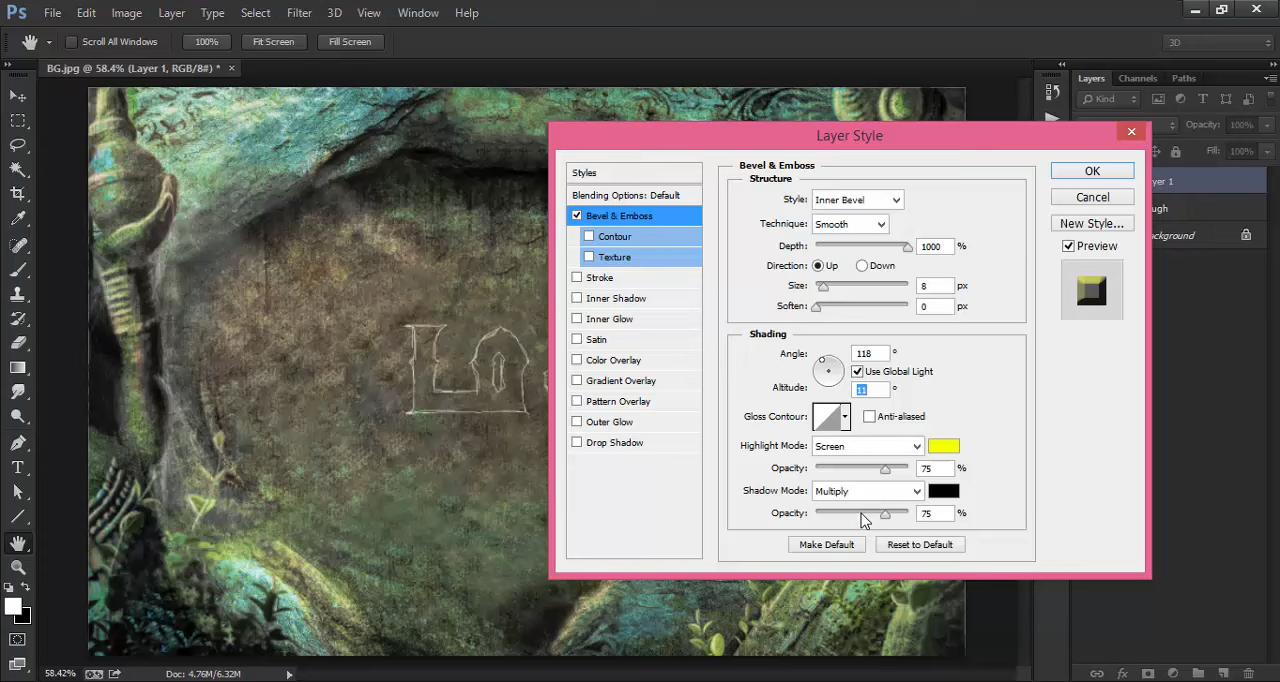 Ps File Edit Image Layer Type Select Filter 3D View Window Help
Scroll All Windows 100% Fit Screen Fill Screen 3D
BG.jpg @ 58.4% (Layer 1, RGB/8#) * ×
Layers Channels Paths
Kind
Opacity: 100%
Fill: 100%
Layer Style
Styles
Blending Options: Default
Bevel & Emboss
Contour
Texture
Stroke
Inner Shadow
Inner Glow
Satin
Color Overlay
Gradient Overlay
Pattern Overlay
Outer Glow
Drop Shadow
Bevel & Emboss
Structure
Style: Inner Bevel
Technique: Smooth
Depth: 1000 %
Direction: Up Down
Size: 8 px
Soften: 0 px
Shading
Angle: 118 °
Use Global Light
Altitude: 11 °
Gloss Contour: Anti-aliased
Highlight Mode: Screen
Opacity: 75 %
Shadow Mode: Multiply
Opacity: 75 %
Make Default Reset to Default
OK
Cancel
New Style...
Preview
yer 1
ugh
ckground
58.42% Doc: 4.76M/6.32M